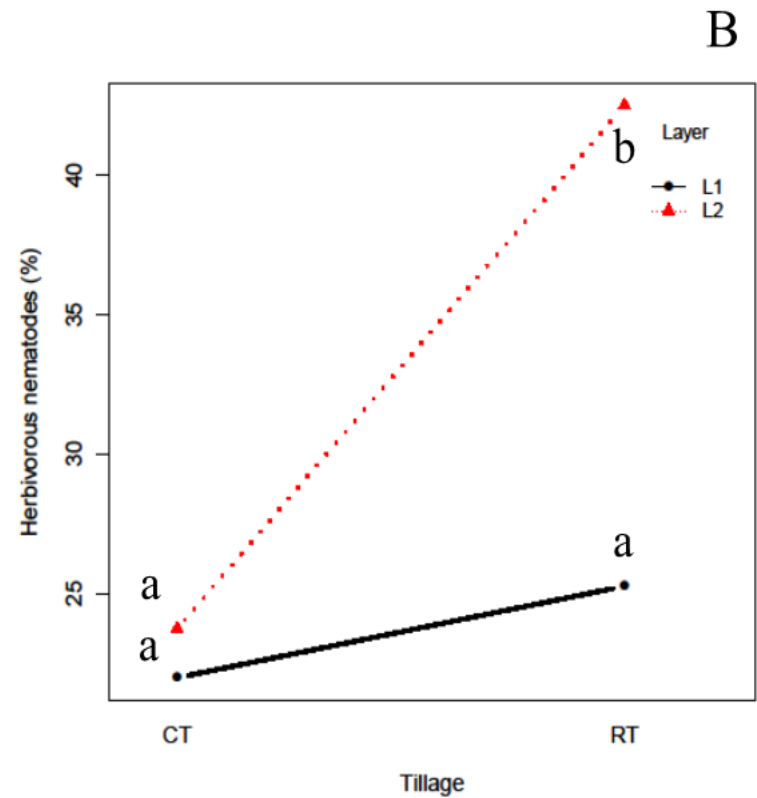 B
Layer
L1
L2
b
a
a
a
40
35
30
25
Herbivorous nematodes (%)
CT RT
Tillage